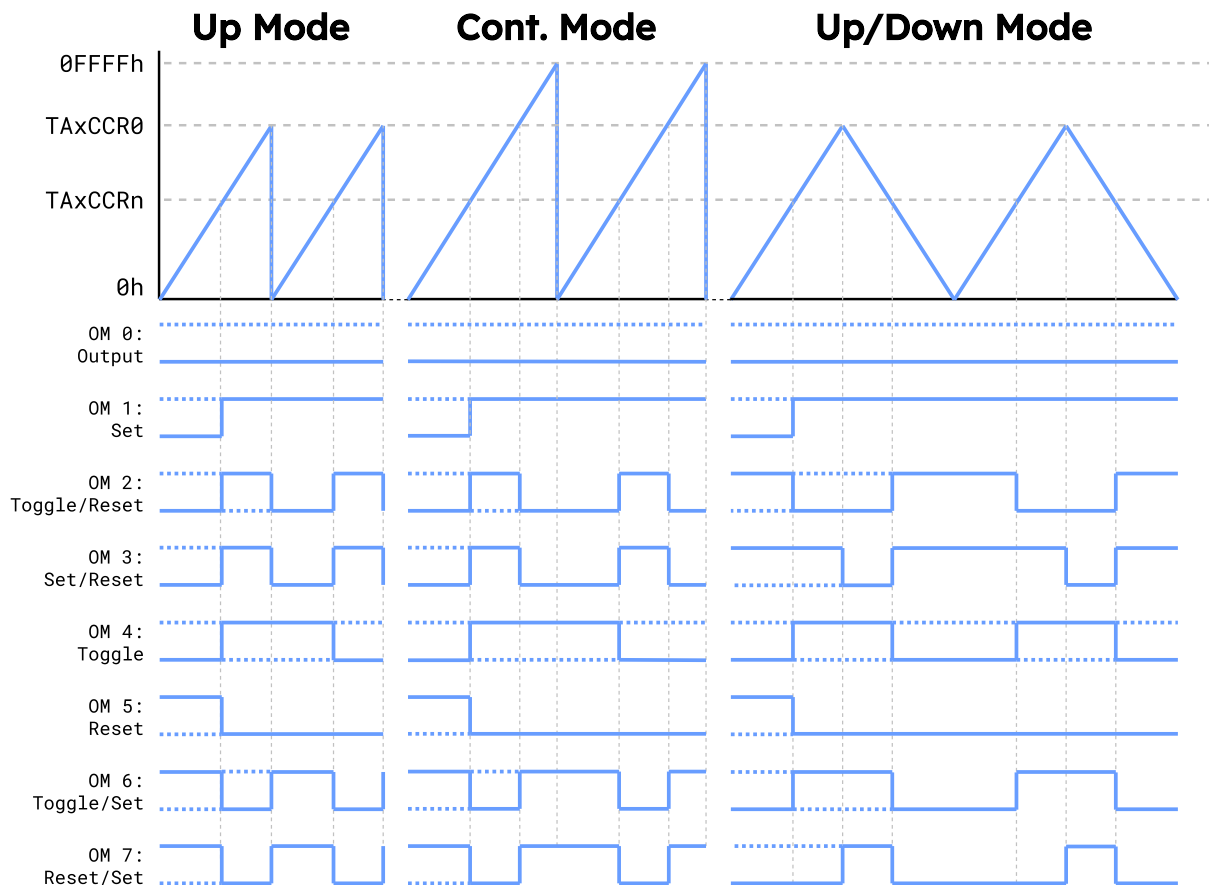 Up Mode
Cont. Mode
Up/Down Mode
0FFFFh
TAxCCR0
TAxCCRn
0h
OM 0:
Output
OM 1:
Set
OM 2:
Toggle/Reset
OM 3:
Set/Reset
OM 4:
Toggle
OM 5:
Reset
OM 6:
Toggle/Set
OM 7:
Reset/Set